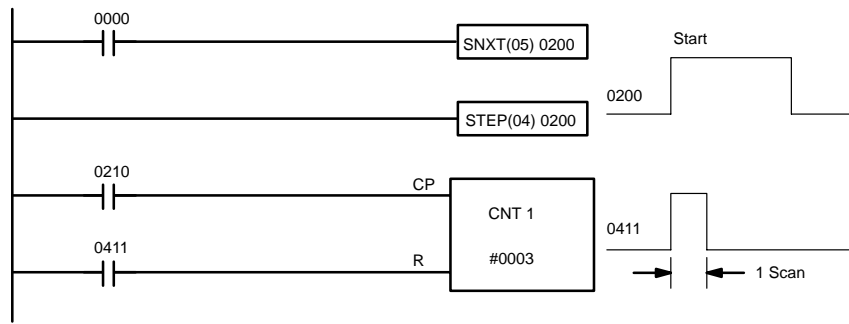 0000
SNXT(05) 0200
Start
0200
STEP(04) 0200
0210
CP
CNT 1
0411
0411
R
#0003
1 Scan